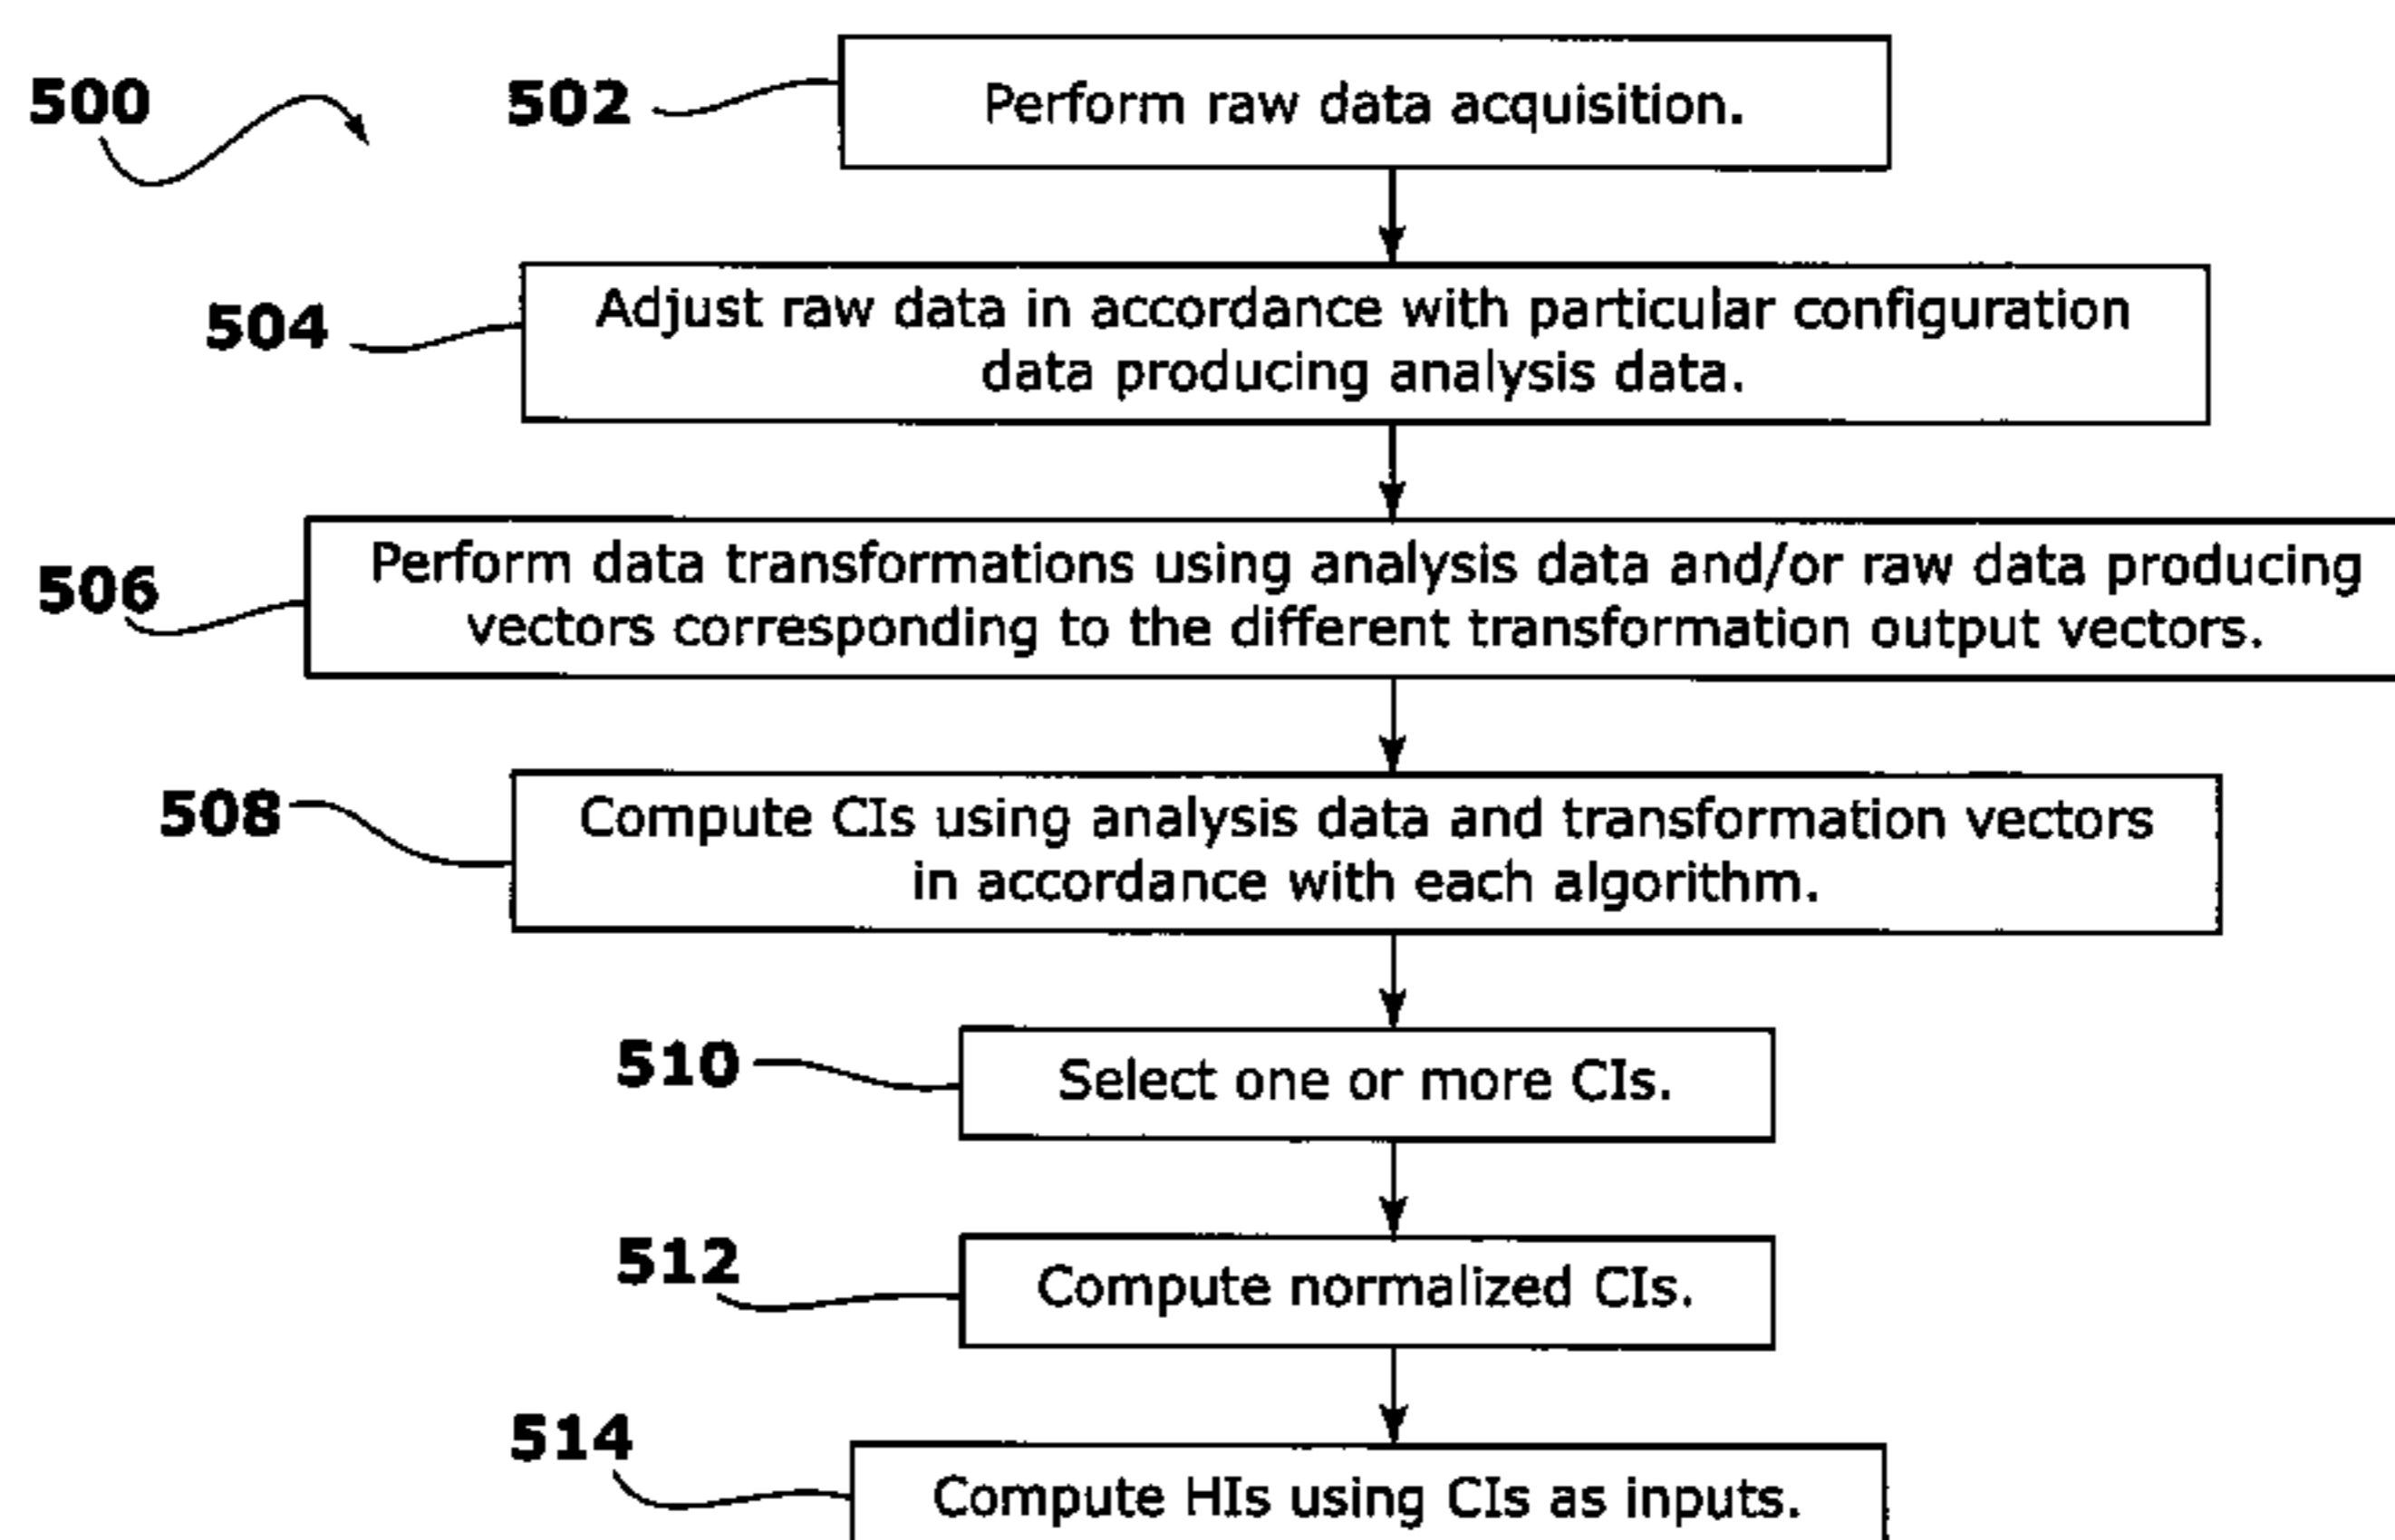 500
502
Perform raw data acquisition.
504
Adjust raw data in accordance with particular configuration
data producing analysis data.
506
Perform data transformations using analysis data and/or raw data producing
vectors corresponding to the different transformation output vectors.
508
Compute CIs using analysis data and transformation vectors
in accordance with each algorithm.
510
Select one or more CIs.
512
Compute normalized CIs.
514
Compute HIs using CIs as inputs.